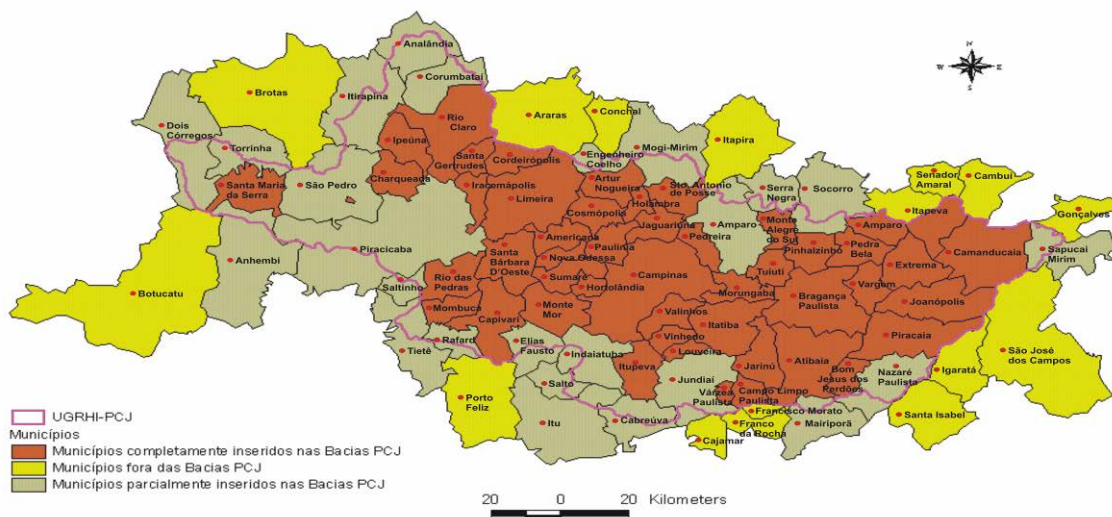 Analândia
Corumbataí
Brotas
Itirapina
Rio
Claro
Araras
Conchal
Dois
Córregos
Torrinha
Ipeúna
Santa
Gertrudes
Cordeirópolis
Engenheiro
Coelho
Mogi-Mirim
Itapira
Santa Maria
da Serra
São Pedro
Charqueada
Iracemápolis
Limeira
Artur
Nogueira
Sto. Antonio
de Posse
Holambra
Serra
Negra
Socorro
Senador
Amaral
Cambuí
Itapeva
Gonçalves
Cosmópolis
Jaguariúna
Pedreira
Amparo
Monte
Alegre
do Sul
Pinhalzinho
Amparo
Pedra
Bela
Camanducaia
Sapucai
Mirim
Piracicaba
Americana
Paulínia
Santa
Bárbara
D'Oeste
Nova Odessa
Sumaré
Hortolândia
Campinas
Tuiuti
Extrema
Vargem
Anhembi
Botucatu
Saltinho
Rio das
Pedras
Mombuca
Capivari
Monte
Mor
Morungaba
Bragança
Paulista
Joanópolis
Valinhos
Itatiba
Vinhedo
Louveira
Piracaia
Rafard
Tietê
Elias
Fausto
Indaiatuba
Itupeva
Jundiaí
Jarinú
Atibaia
Bom
Jesus dos
Perdões
Nazaré
Paulista
Igaratá
São José
dos Campos
Porto
Feliz
Salto
Itu
Cabreúva
Várzea
Paulista
Campo Limpo
Paulista
Francisco Morato
Franco
da Rocha
Cajamar
Mairiporã
Santa Isabel
N
W
E
S
UGRHI-PCJ
Municípios
Municípios completamente inseridos nas Bacias PCJ
Municípios fora das Bacias PCJ
Municípios parcialmente inseridos nas Bacias PCJ
20 0 20 Kilometers